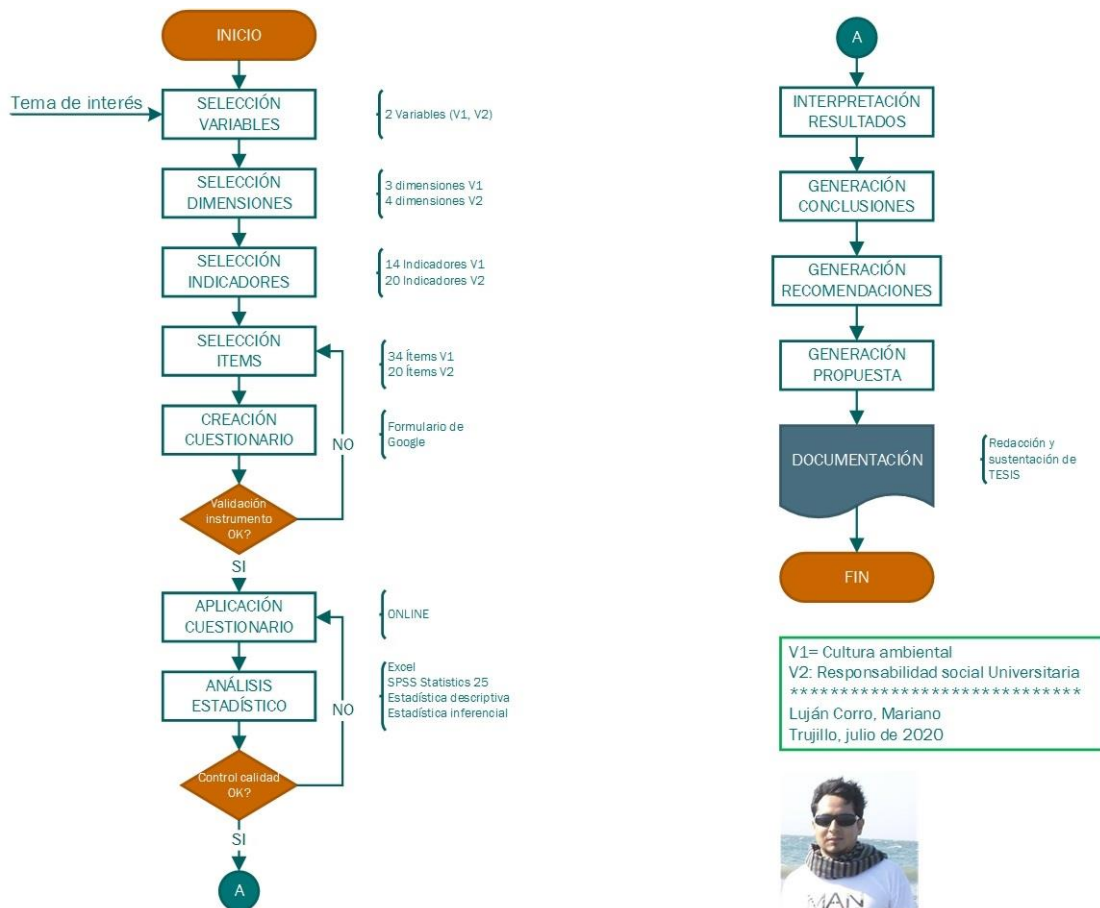 INICIO
Tema de interés
SELECCIÓN
VARIABLES
2 Variables (V1, V2)
SELECCIÓN
DIMENSIONES
3 dimensiones V1
4 dimensiones V2
SELECCIÓN
INDICADORES
14 Indicadores V1
20 Indicadores V2
SELECCIÓN
ITEMS
34 Ítems V1
20 Ítems V2
CREACIÓN
CUESTIONARIO
Formulario de
Google
NO
Validación
instrumento
OK?
SI
APLICACIÓN
CUESTIONARIO
ONLINE
ANÁLISIS
ESTADÍSTICO
Excel
SPSS Statistics 25
Estadística descriptiva
Estadística inferencial
NO
Control calidad
OK?
SI
A
A
INTERPRETACIÓN
RESULTADOS
GENERACIÓN
CONCLUSIONES
GENERACIÓN
RECOMENDACIONES
GENERACIÓN
PROPUESTA
DOCUMENTACIÓN
Redacción y
sustentación de
TESIS
FIN
V1= Cultura ambiental
V2: Responsabilidad social Universitaria
*****************************
Luján Corro, Mariano
Trujillo, julio de 2020
MAN